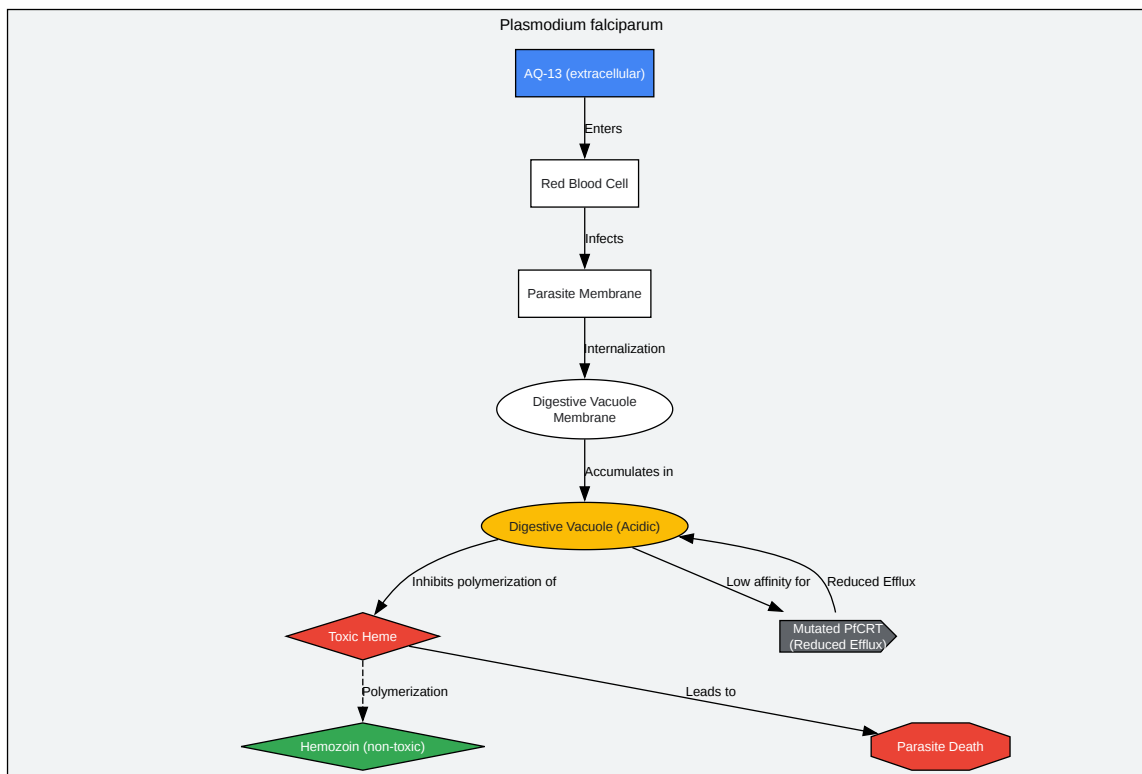 Plasmodium falciparum
AQ-13 (extracellular)
Enters
Red Blood Cell
Infects
Parasite Membrane
Internalization
Digestive Vacuole
Membrane
Accumulates in
Digestive Vacuole (Acidic)
Inhibits polymerization of
Low affinity for
Reduced Efflux
Toxic Heme
Mutated PfCRT
(Reduced Efflux)
Polymerization
Leads to
Hemozoin (non-toxic)
Parasite Death